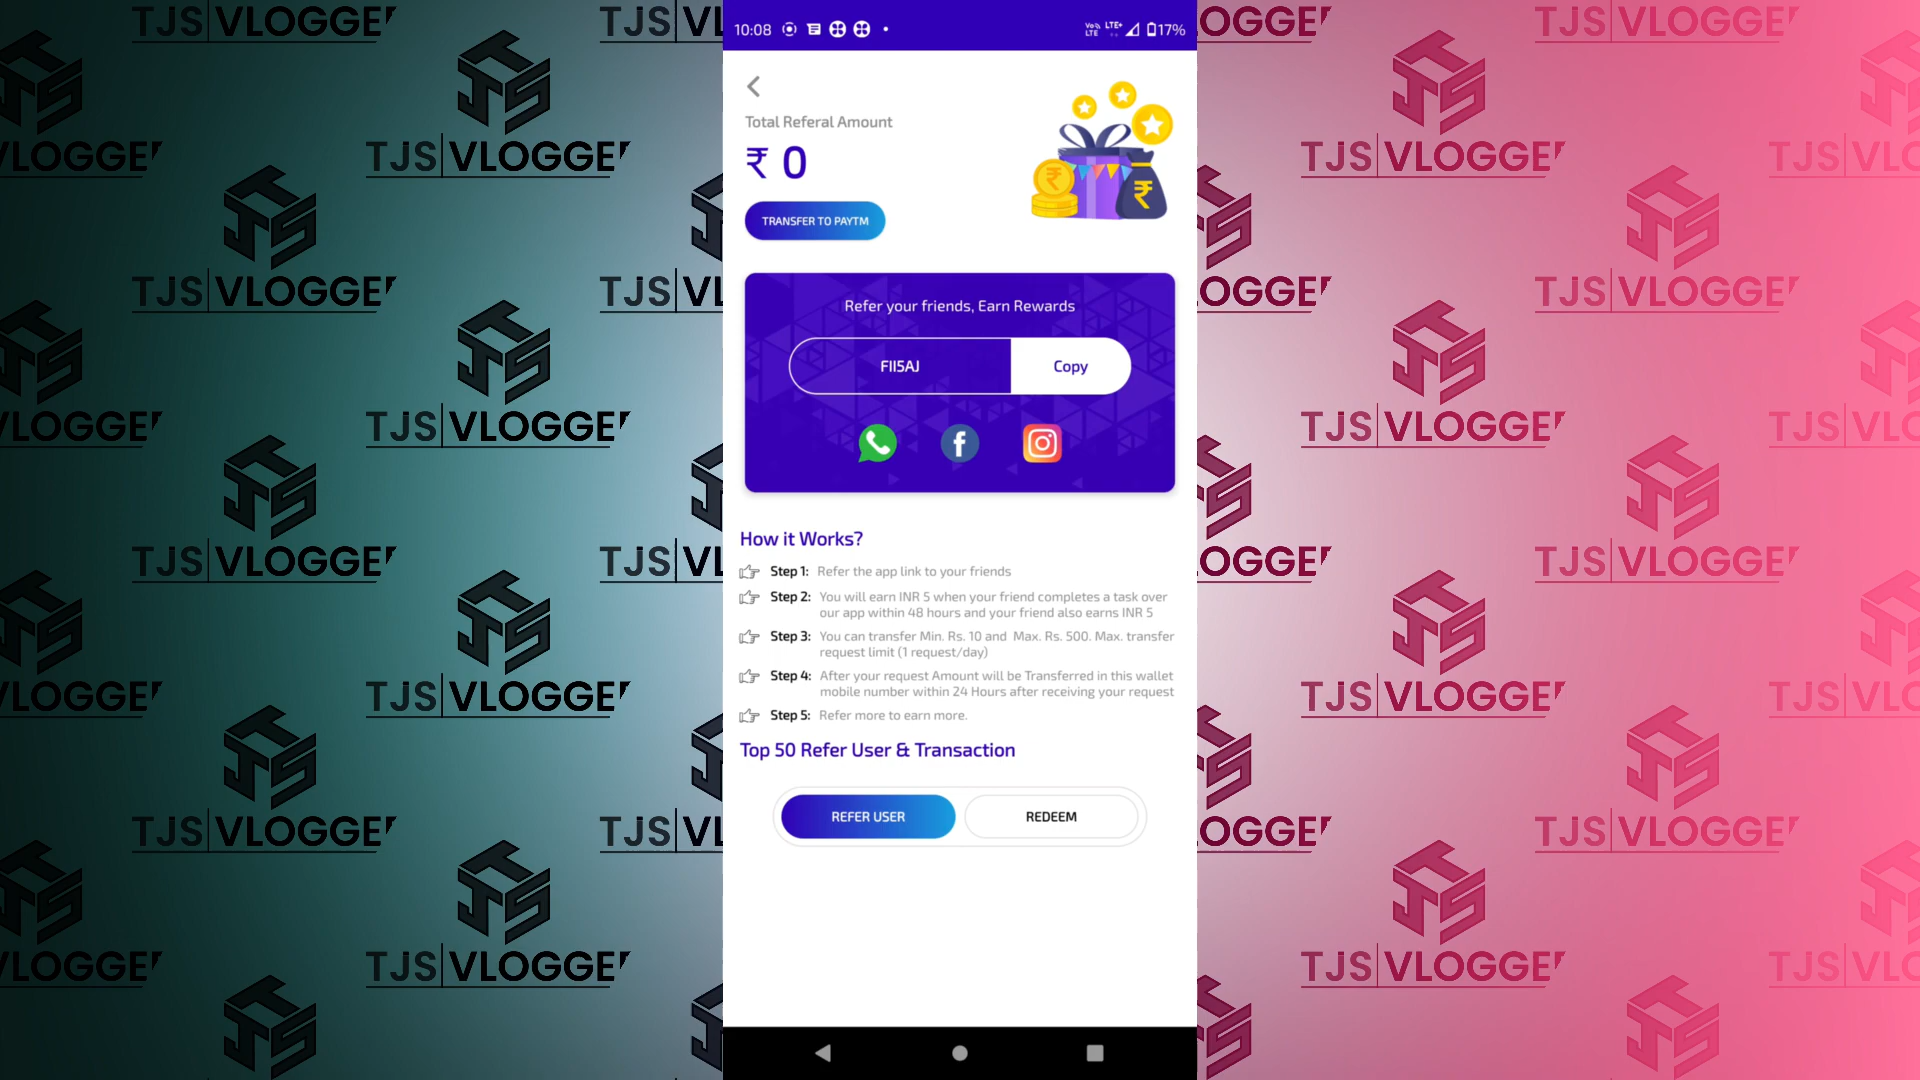 10:08
Vo)) LTE
LTE+
17%
Total Referal Amount
₹ 0
TRANSFER TO PAYTM
Refer your friends, Earn Rewards
FII5AJ
Copy
How it Works?
Step 1: Refer the app link to your friends
Step 2: You will earn INR 5 when your friend completes a task over
our app within 48 hours and your friend also earns INR 5
Step 3: You can transfer Min. Rs. 10 and Max. Rs. 500. Max. transfer
request limit (1 request/day)
Step 4: After your request Amount will be Transferred in this wallet
mobile number within 24 Hours after receiving your request
Step 5: Refer more to earn more.
Top 50 Refer User & Transaction
REFER USER
REDEEM
TJS VLOGGER